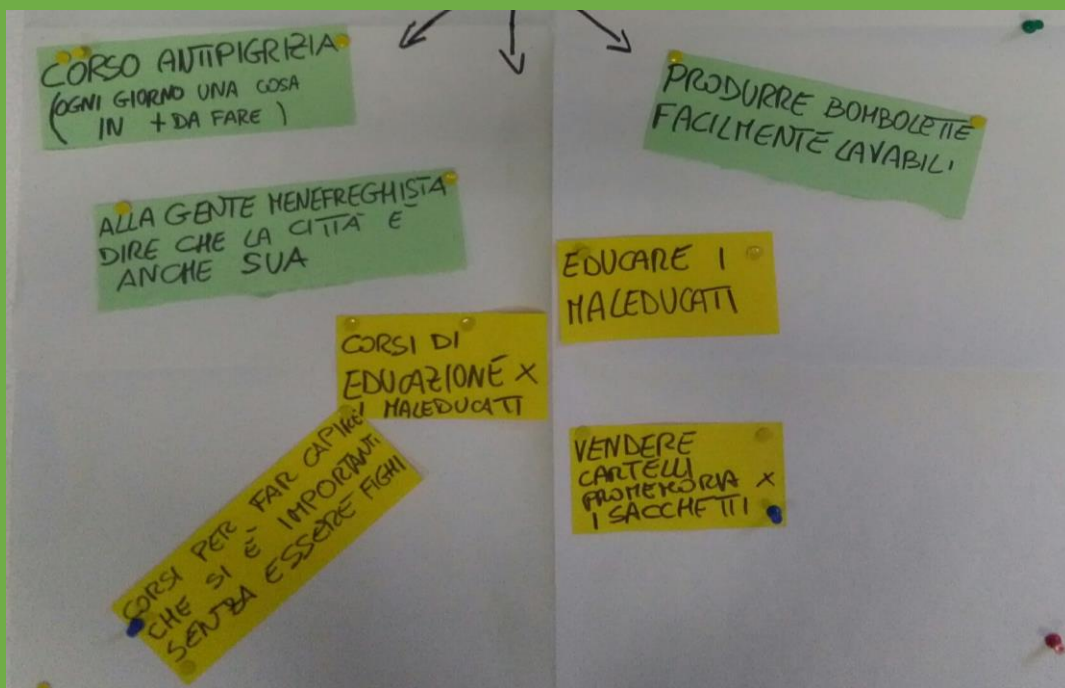 CORSO ANTIPIGRIZIA
(OGNI GIORNO UNA COSA
IN + DA FARE)
PRODURRE BOMBOLETTE
FACILMENTE LAVABILI
ALLA GENTE MENEFREGHISTA
DIRE CHE LA CITTÀ È
ANCHE SUA
EDUCARE I
MALEDUCATI
CORSI DI
EDUCAZIONE X
I MALEDUCATI
CORSI PER FAR CAPIRE
CHE SI È IMPORTANTI
SENZA ESSERE FIGHI
VENDERE
CARTELLI
PROMEMORIA X
I SACCHETTI